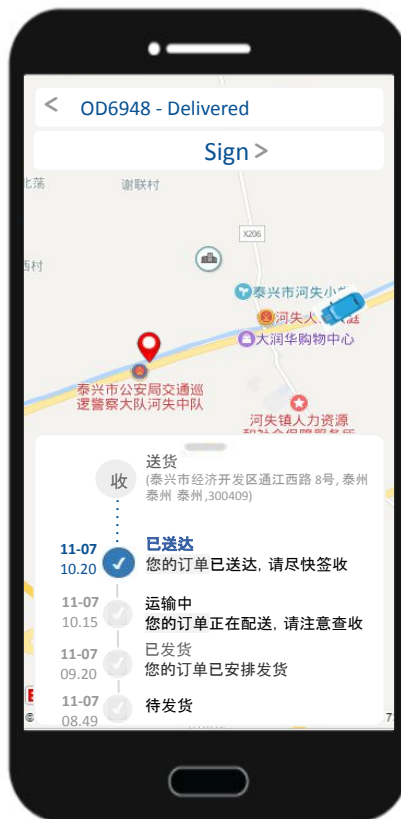 < OD6948 - Delivered
Sign >
谢联村
X206
西村
泰兴市河失小
河失人
大润华购物中心
泰兴市公安局交通巡
逻警察大队河失中队
河失镇人力资源
收
送货
(泰兴市经济开发区通江西路 8号, 泰州
泰州 泰州,300409)
11-07
10.20
已送达
您的订单已送达, 请尽快签收
11-07
10.15
运输中
您的订单正在配送, 请注意查收
11-07
09.20
已发货
您的订单已安排发货
11-07
08.49
待发货